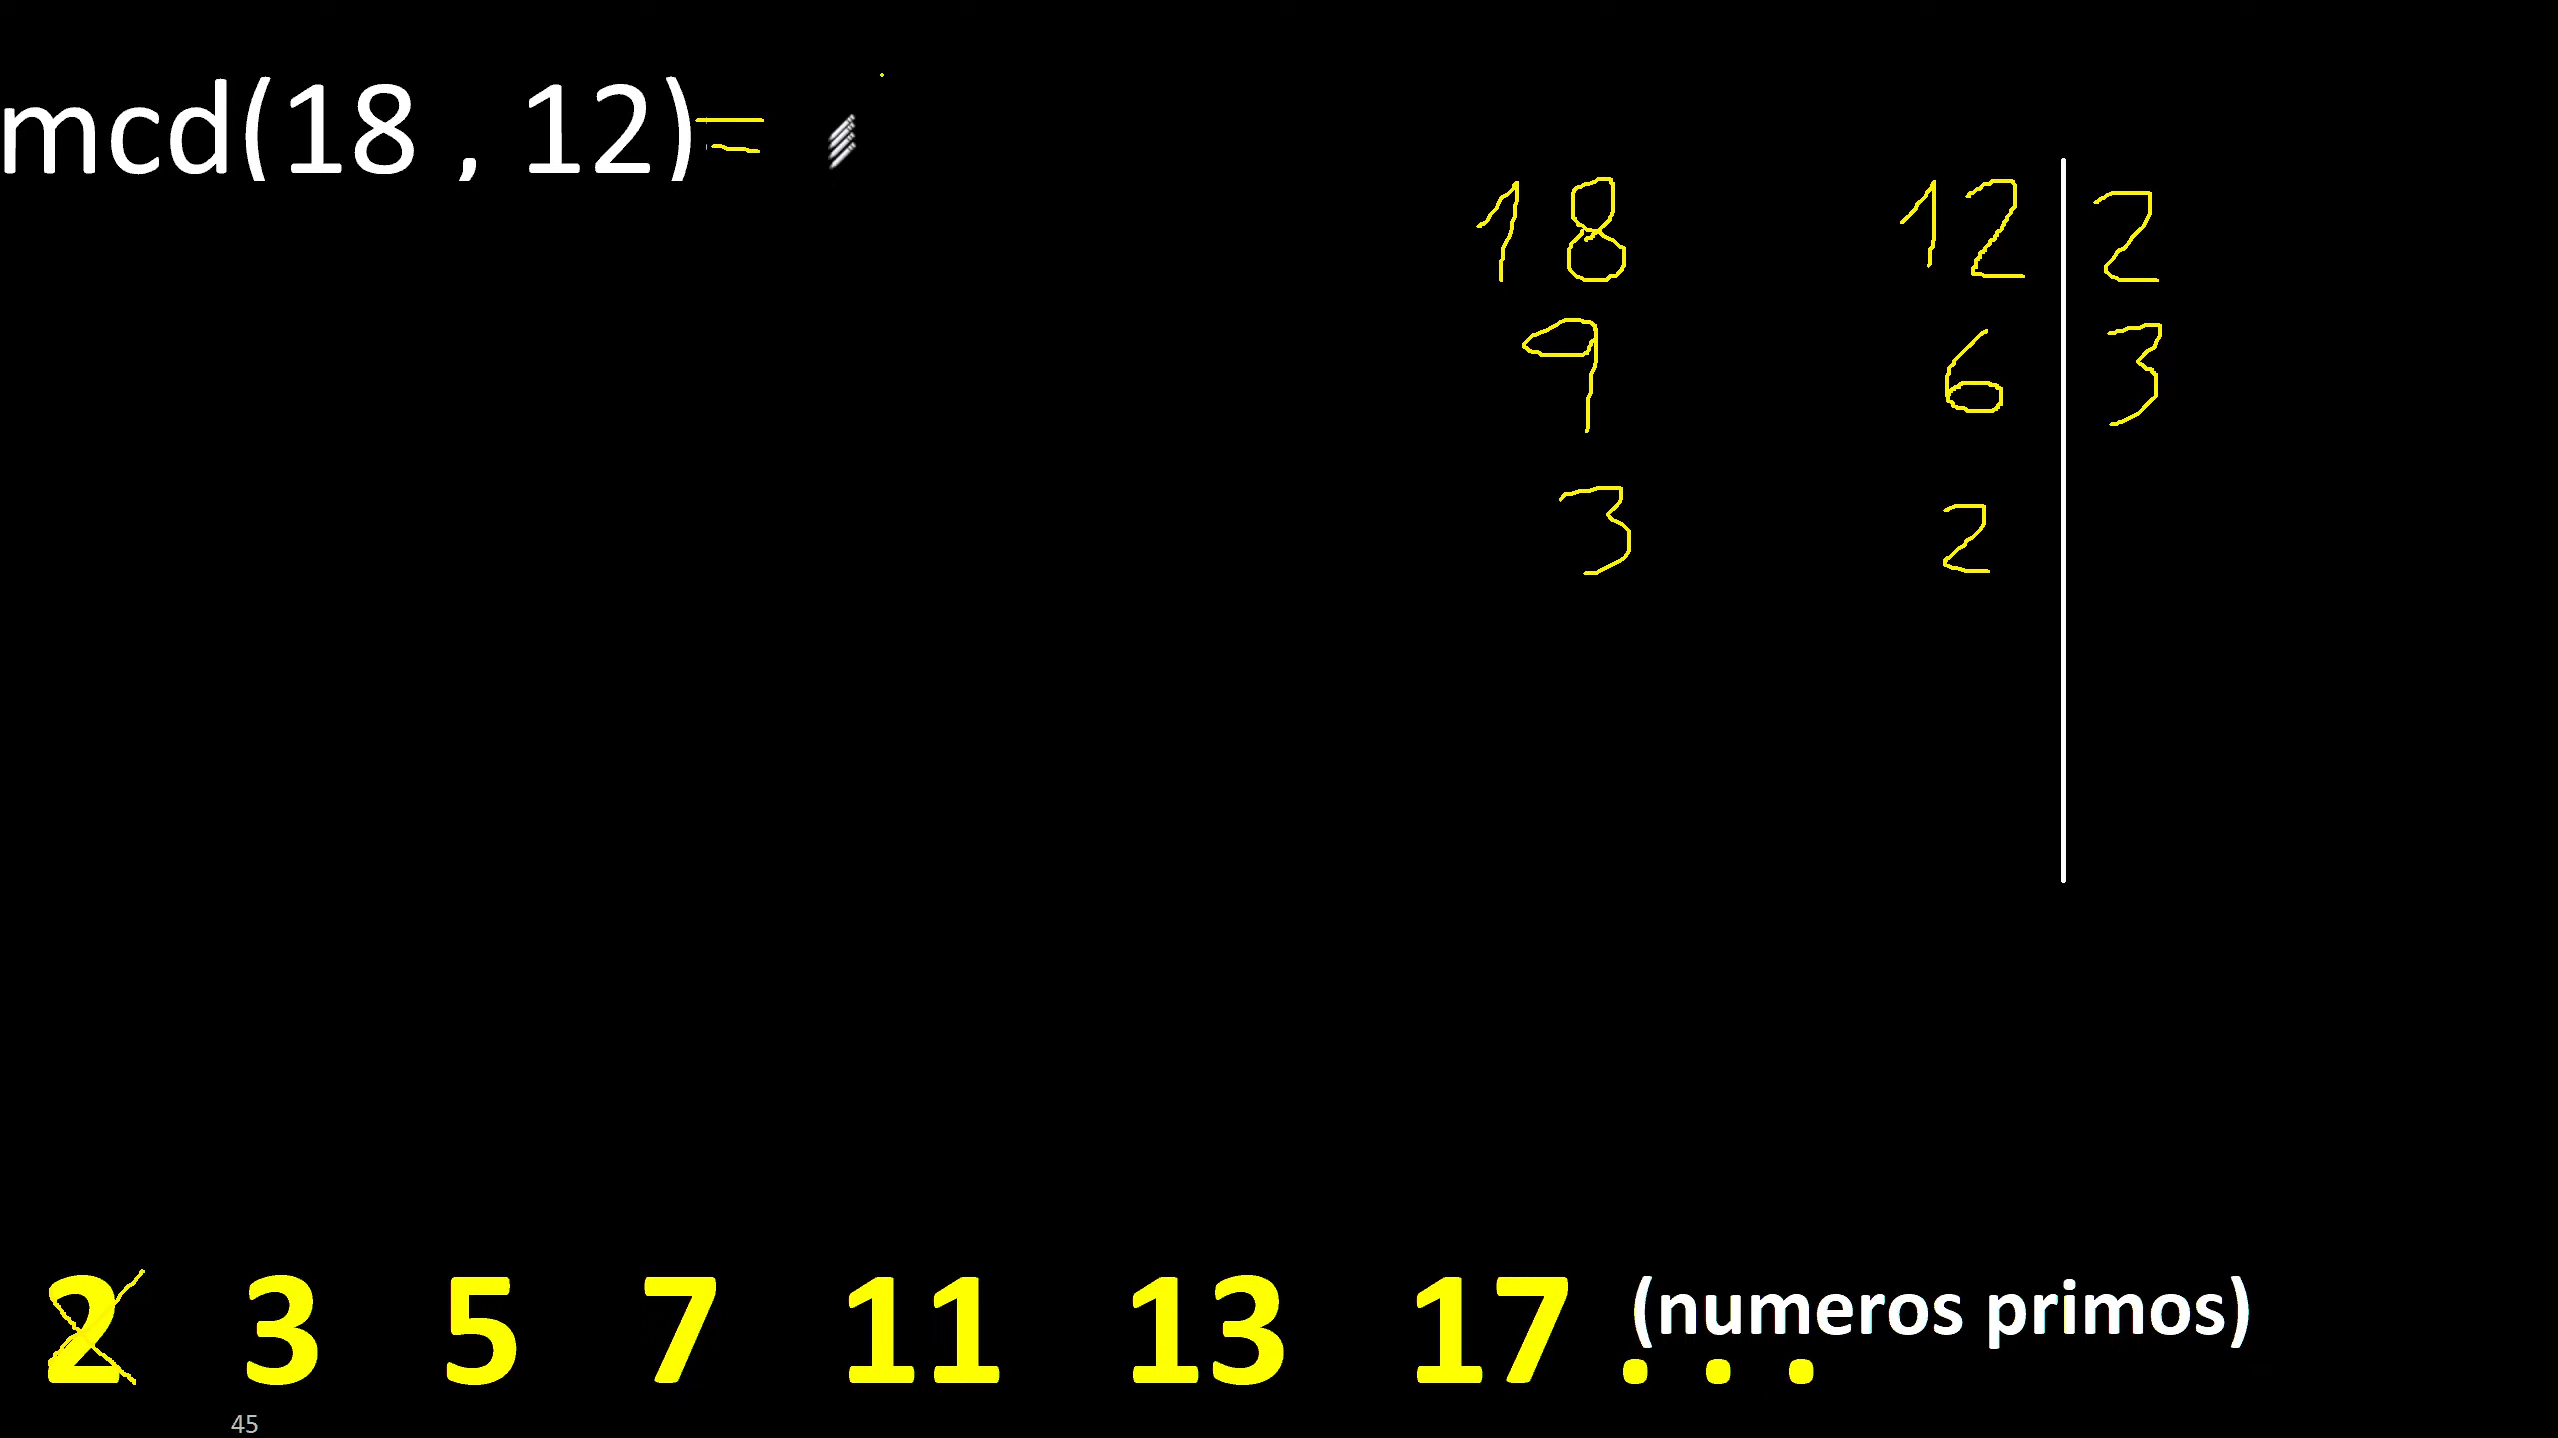 mcd(18 , 12)=
18 12 2
9 6 3
3 2
2 3 5 7 11 13 17 . . . (numeros primos)
45